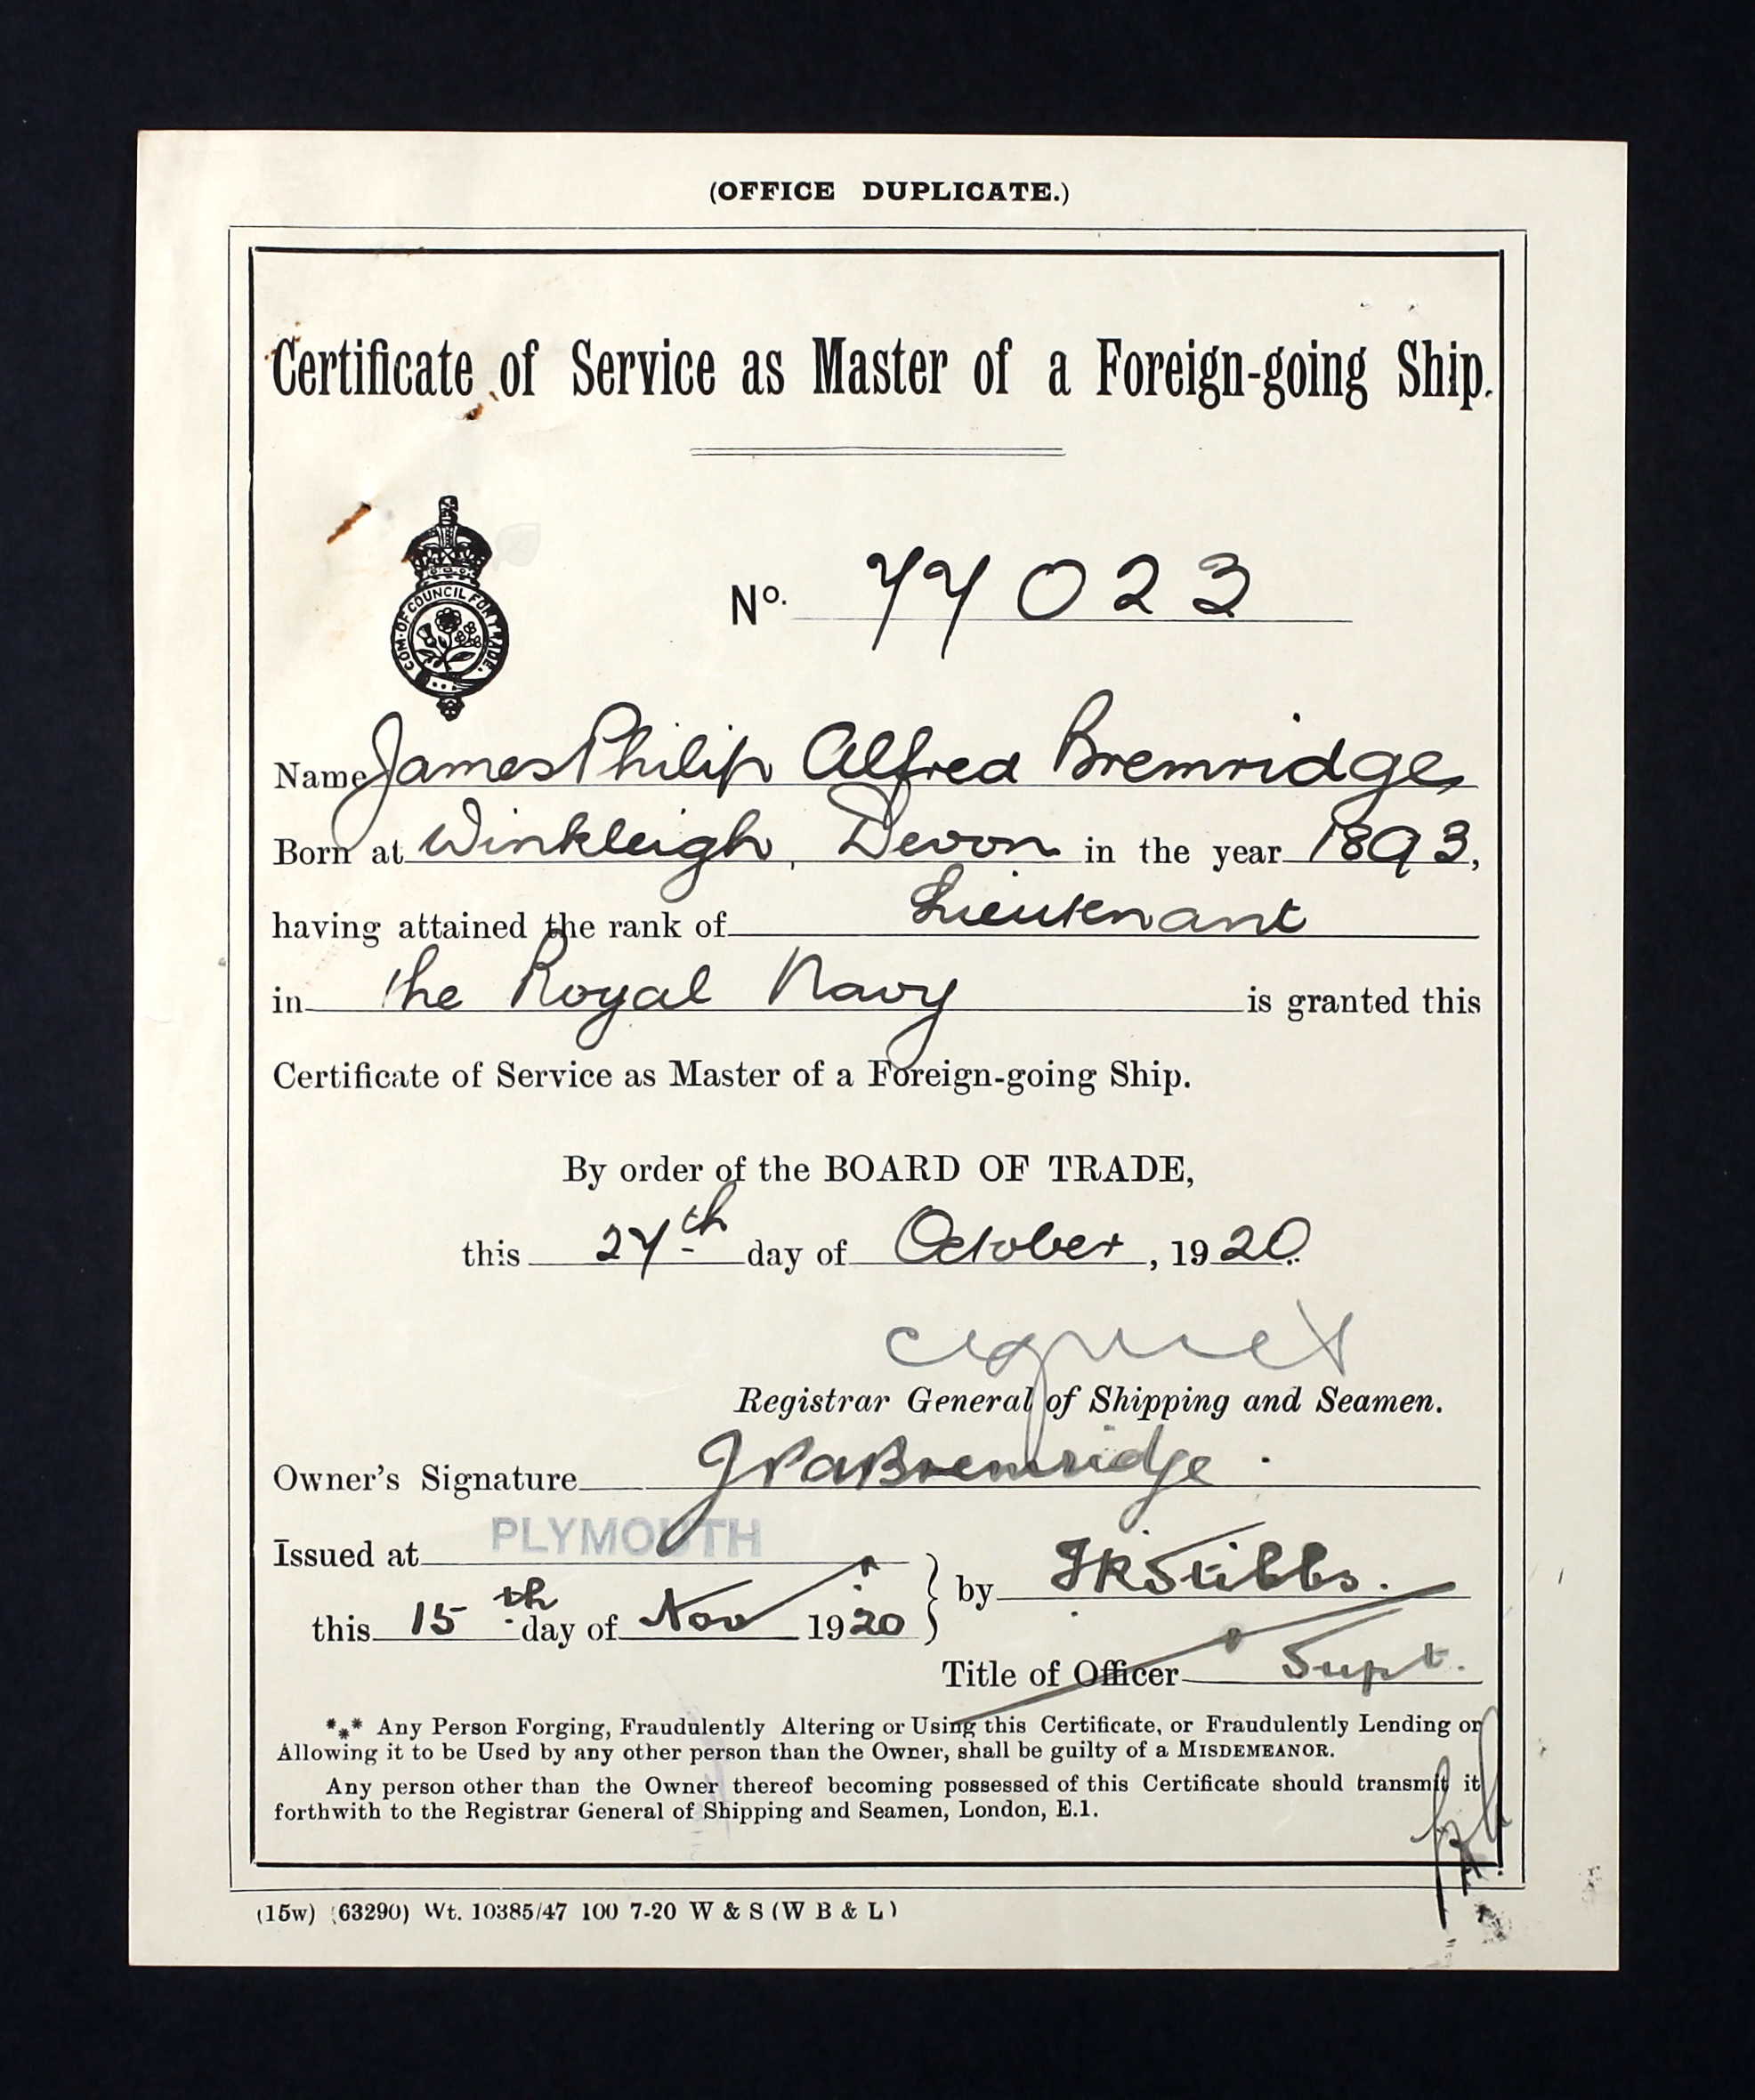 (OFFICE DUPLICATE.)
Certificate of Service as Master of a Foreign-going Ship.
COM. OF COUNCIL FOR TRADE.
No. 77023
Name James Philip Alfred Bremridge,
Born at Winkleigh, Devon in the year 1893,
having attained the rank of Lieutenant
in the Royal Navy is granted this
Certificate of Service as Master of a Foreign-going Ship.
By order of the BOARD OF TRADE,
this 27th day of October, 1920.
Registrar General of Shipping and Seamen.
Owner's Signature JPABremridge.
Issued at PLYMOUTH
by
this 15th day of Nov 1920
Title of Officer Supt.
*** Any Person Forging, Fraudulently Altering or Using this Certificate, or Fraudulently Lending or
Allowing it to be Used by any other person than the Owner, shall be guilty of a MISDEMEANOR.
Any person other than the Owner thereof becoming possessed of this Certificate should transmit it
forthwith to the Registrar General of Shipping and Seamen, London, E.1.
(15w) (63290) Wt. 10385/47 100 7-20 W & S (W B & L)